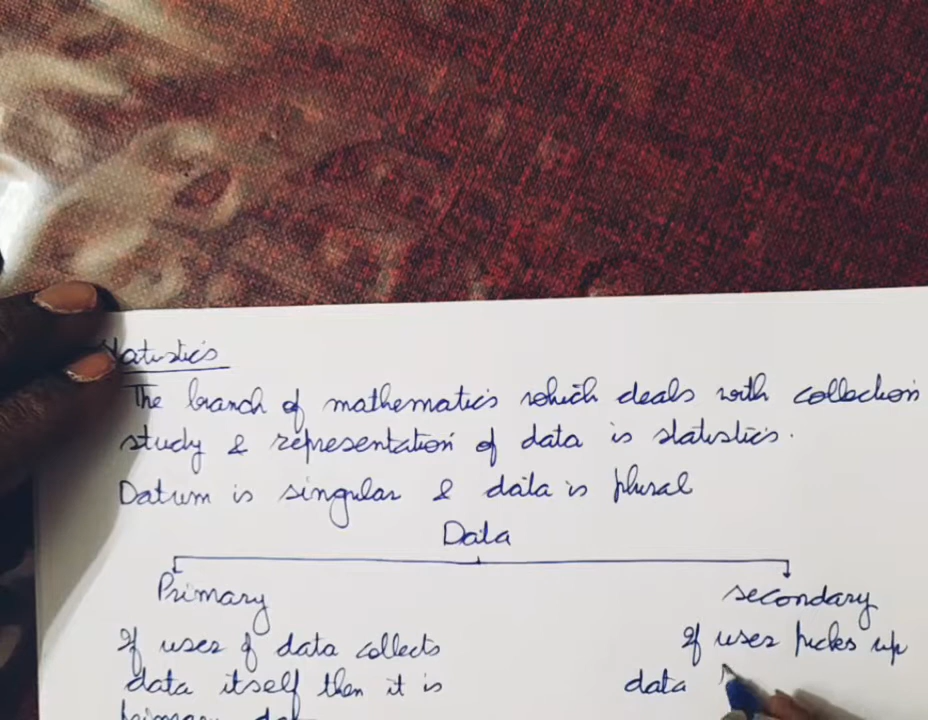 Statistics
The branch of mathematics which deals with collection
study & representation of data is statistics.
Datum is singular & data is plural
Data
Primary
If user of data collects
data itself then it is
primary data
secondary
If user picks up
data